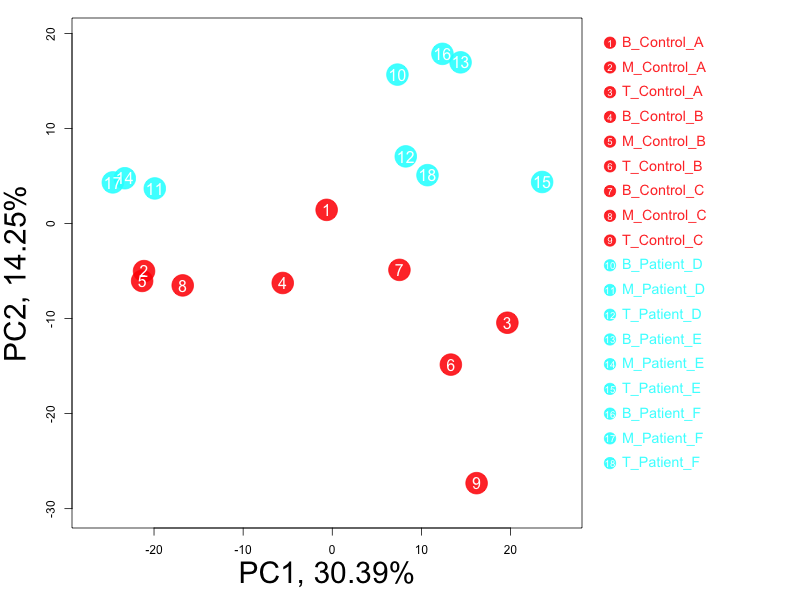 20
10
0
-10
-20
-30
PC2, 14.25%
-20 -10 0 10 20
PC1, 30.39%
16
13
10
12
18
17
14
11
15
1
2
5
8
4
7
3
6
9
1 B_Control_A
2 M_Control_A
3 T_Control_A
4 B_Control_B
5 M_Control_B
6 T_Control_B
7 B_Control_C
8 M_Control_C
9 T_Control_C
10 B_Patient_D
11 M_Patient_D
12 T_Patient_D
13 B_Patient_E
14 M_Patient_E
15 T_Patient_E
16 B_Patient_F
17 M_Patient_F
18 T_Patient_F